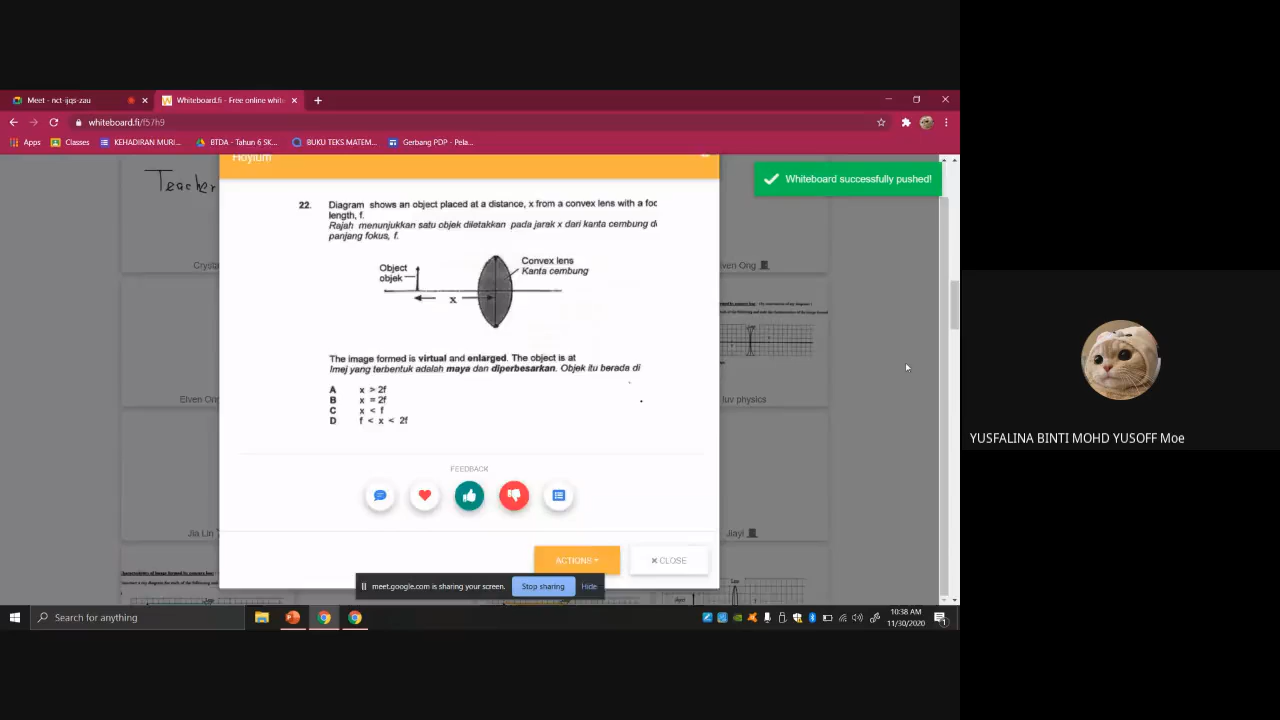 Meet - nct-ijqs-zau
Whiteboard.fi - Free online white
whiteboard.fi/f57h9
Apps
Classes
KEHADIRAN MURI...
BTDA - Tahun 6 SK...
BUKU TEKS MATEM...
Gerbang PDP - Pela...
Teacher
Whiteboard successfully pushed!
22. Diagram shows an object placed at a distance, x from a convex lens with a foc
length, f.
Rajah menunjukkan satu objek diletakkan pada jarak x dari kanta cembung d
panjang fokus, f.
Object
objek
Convex lens
Kanta cembung
x
The image formed is virtual and enlarged. The object is at
Imej yang terbentuk adalah maya dan diperbesarkan. Objek itu berada di
A x > 2f
B x = 2f
C x < f
D f < x < 2f
Crysta
Elven Ong
Elven Ong
luv physics
Jia Lin
Jiayi
FEEDBACK
ACTIONS
CLOSE
meet.google.com is sharing your screen.
Stop sharing
Hide
YUSFALINA BINTI MOHD YUSOFF Moe
Search for anything
10:38 AM
11/30/2020